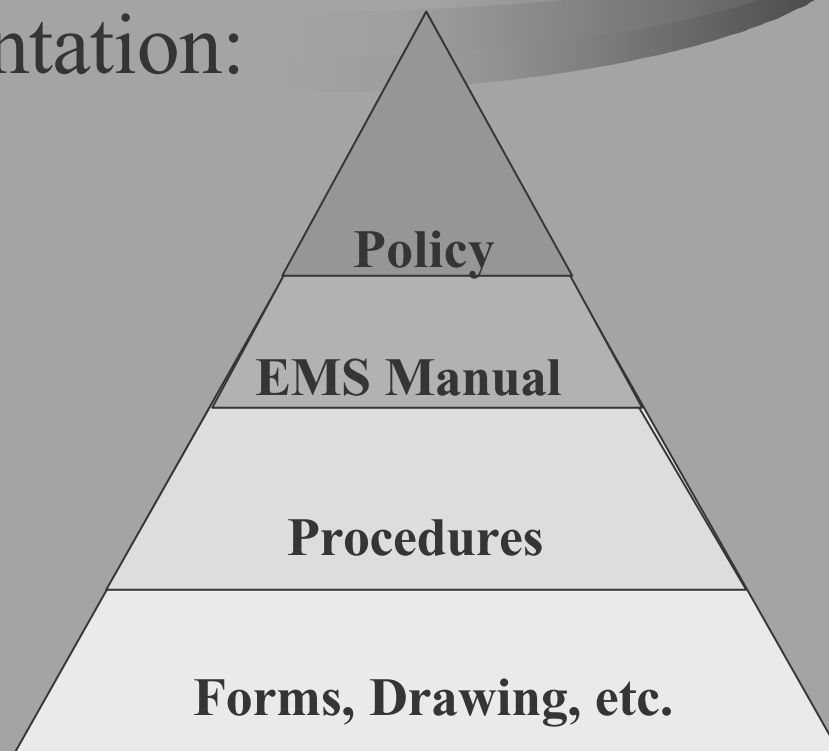 ntation:
Policy
EMS Manual
Procedures
Forms, Drawing, etc.